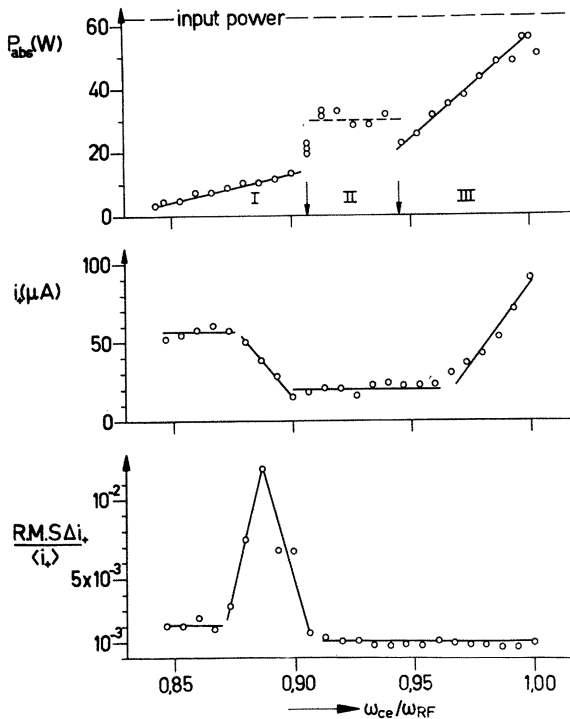 input power
P_abs(W)
60
40
20
0
I
II
III
100
i₊(μA)
50
0
10⁻²
R.M.S Δi₊
⟨i₊⟩
5x10⁻³
10⁻³
0,85
0,90
0,95
1,00
ω_ce/ω_RF